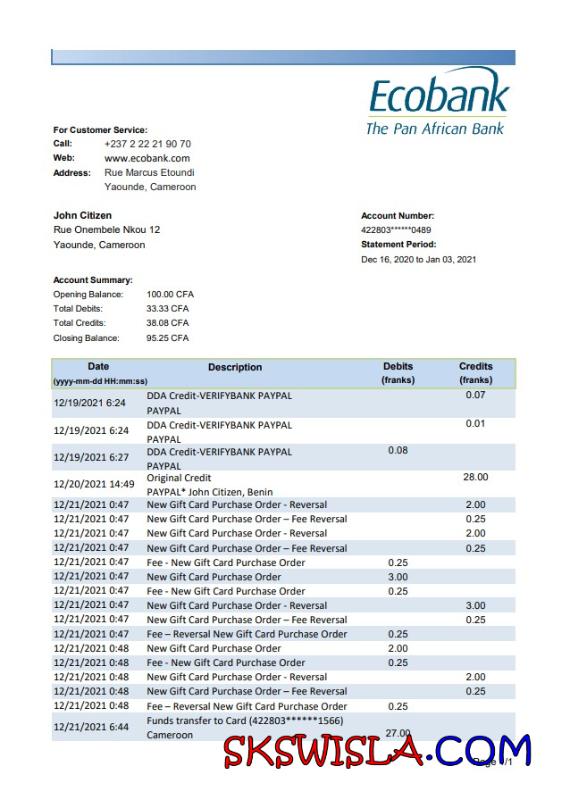 Ecobank
The Pan African Bank
For Customer Service:
Call: +237 2 22 21 90 70
Web: www.ecobank.com
Address: Rue Marcus Etoundi
Yaounde, Cameroon
John Citizen
Rue Onembele Nkou 12
Yaounde, Cameroon
Account Number:
422803******0489
Statement Period:
Dec 16, 2020 to Jan 03, 2021
Account Summary:
Opening Balance: 100.00 CFA
Total Debits: 33.33 CFA
Total Credits: 38.08 CFA
Closing Balance: 95.25 CFA
Date Description Debits Credits
(yyyy-mm-dd HH:mm:ss) (franks) (franks)
12/19/2021 6:24 DDA Credit-VERIFYBANK PAYPAL 0.07
PAYPAL
12/19/2021 6:24 DDA Credit-VERIFYBANK PAYPAL 0.01
PAYPAL
12/19/2021 6:27 DDA Credit-VERIFYBANK PAYPAL 0.08
PAYPAL
12/20/2021 14:49 Original Credit 28.00
PAYPAL* John Citizen, Benin
12/21/2021 0:47 New Gift Card Purchase Order - Reversal 2.00
12/21/2021 0:47 New Gift Card Purchase Order – Fee Reversal 0.25
12/21/2021 0:47 New Gift Card Purchase Order - Reversal 2.00
12/21/2021 0:47 New Gift Card Purchase Order – Fee Reversal 0.25
12/21/2021 0:47 Fee - New Gift Card Purchase Order 0.25
12/21/2021 0:47 New Gift Card Purchase Order 3.00
12/21/2021 0:47 Fee - New Gift Card Purchase Order 0.25
12/21/2021 0:47 New Gift Card Purchase Order - Reversal 3.00
12/21/2021 0:47 New Gift Card Purchase Order – Fee Reversal 0.25
12/21/2021 0:47 Fee – Reversal New Gift Card Purchase Order 0.25
12/21/2021 0:48 New Gift Card Purchase Order 2.00
12/21/2021 0:48 Fee - New Gift Card Purchase Order 0.25
12/21/2021 0:48 New Gift Card Purchase Order - Reversal 2.00
12/21/2021 0:48 New Gift Card Purchase Order – Fee Reversal 0.25
12/21/2021 0:48 Fee – Reversal New Gift Card Purchase Order 0.25
12/21/2021 6:44 Funds transfer to Card (422803******1566) 27.00
Cameroon
SKSWISLA.COM
Page /1